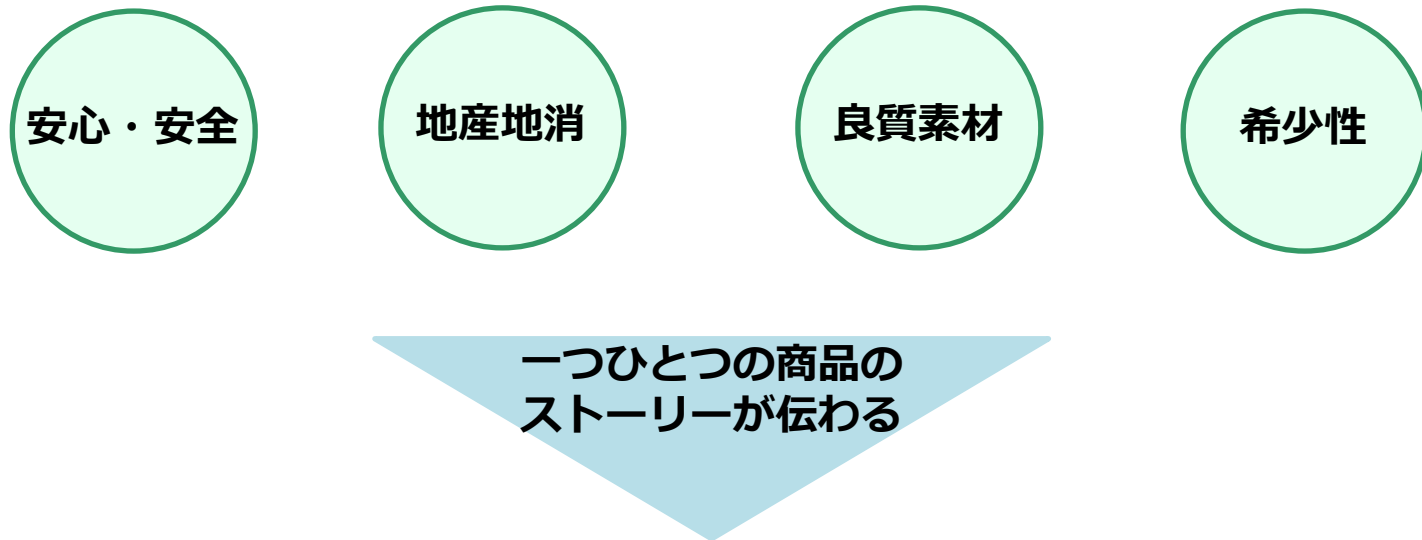 安心・安全
地産地消
良質素材
希少性
一つひとつの商品の
ストーリーが伝わる